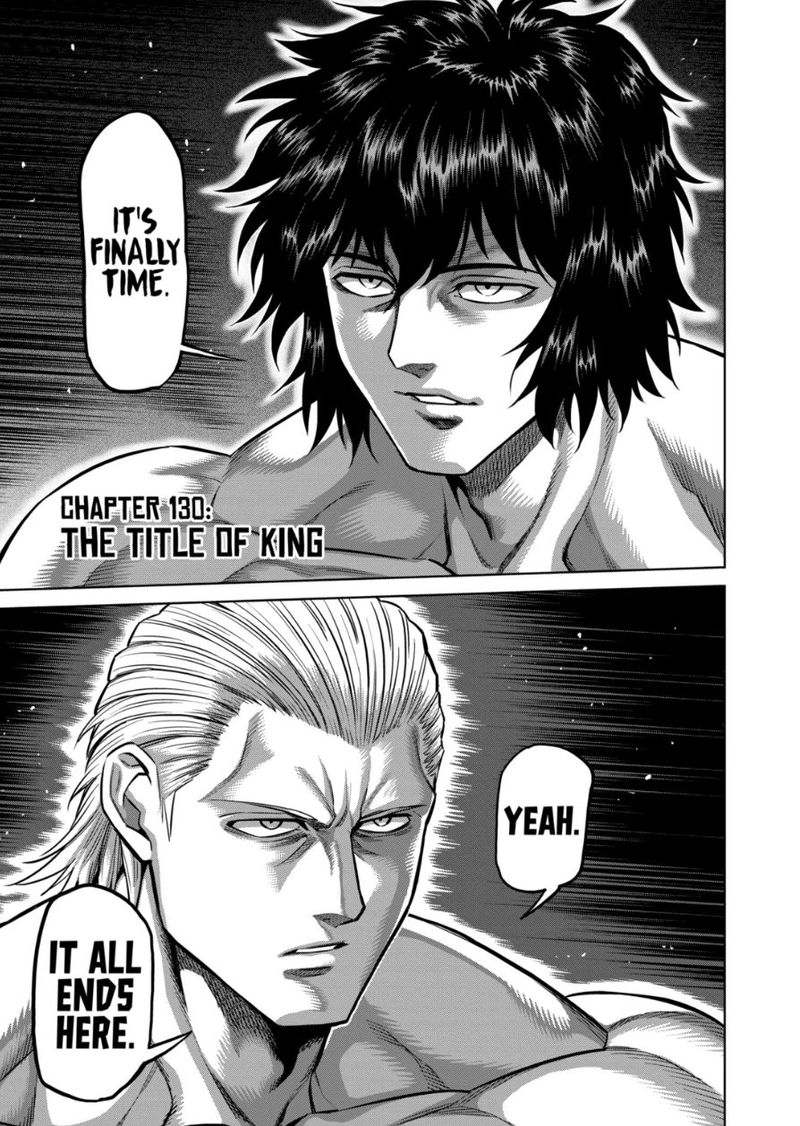 IT'S
FINALLY
TIME.
CHAPTER 130:
THE TITLE OF KING
YEAH.
IT ALL
ENDS
HERE.